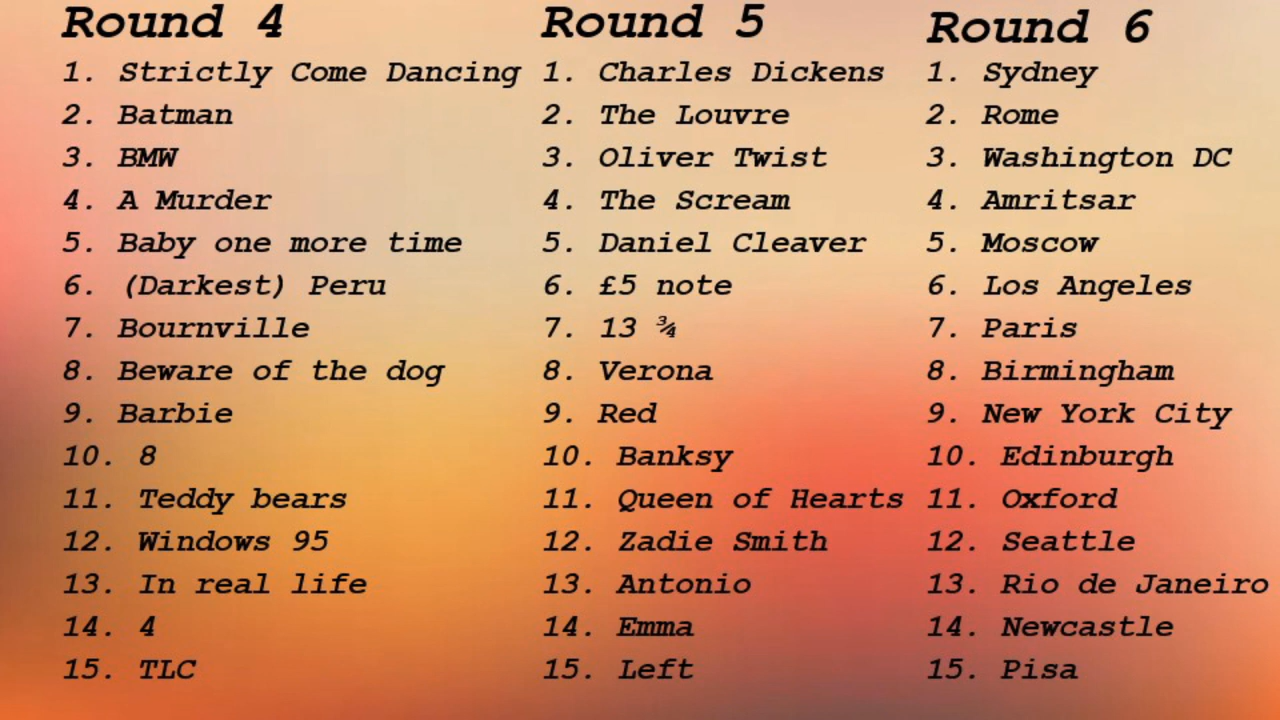 Round 4
1. Strictly Come Dancing
2. Batman
3. BMW
4. A Murder
5. Baby one more time
6. (Darkest) Peru
7. Bournville
8. Beware of the dog
9. Barbie
10. 8
11. Teddy bears
12. Windows 95
13. In real life
14. 4
15. TLC
Round 5
1. Charles Dickens
2. The Louvre
3. Oliver Twist
4. The Scream
5. Daniel Cleaver
6. £5 note
7. 13 ¾
8. Verona
9. Red
10. Banksy
11. Queen of Hearts
12. Zadie Smith
13. Antonio
14. Emma
15. Left
Round 6
1. Sydney
2. Rome
3. Washington DC
4. Amritsar
5. Moscow
6. Los Angeles
7. Paris
8. Birmingham
9. New York City
10. Edinburgh
11. Oxford
12. Seattle
13. Rio de Janeiro
14. Newcastle
15. Pisa